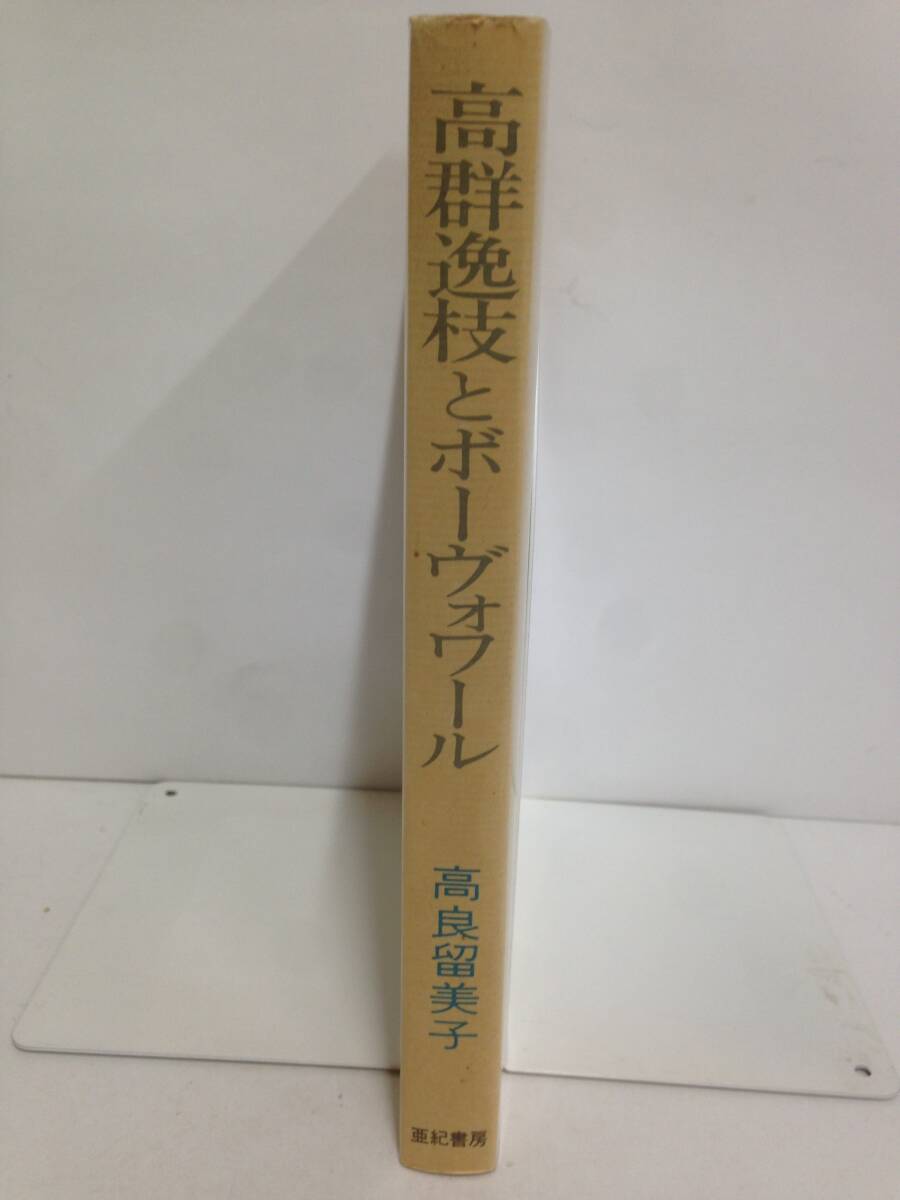 高群逸枝とボーヴォワール
高良留美子
亜紀書房